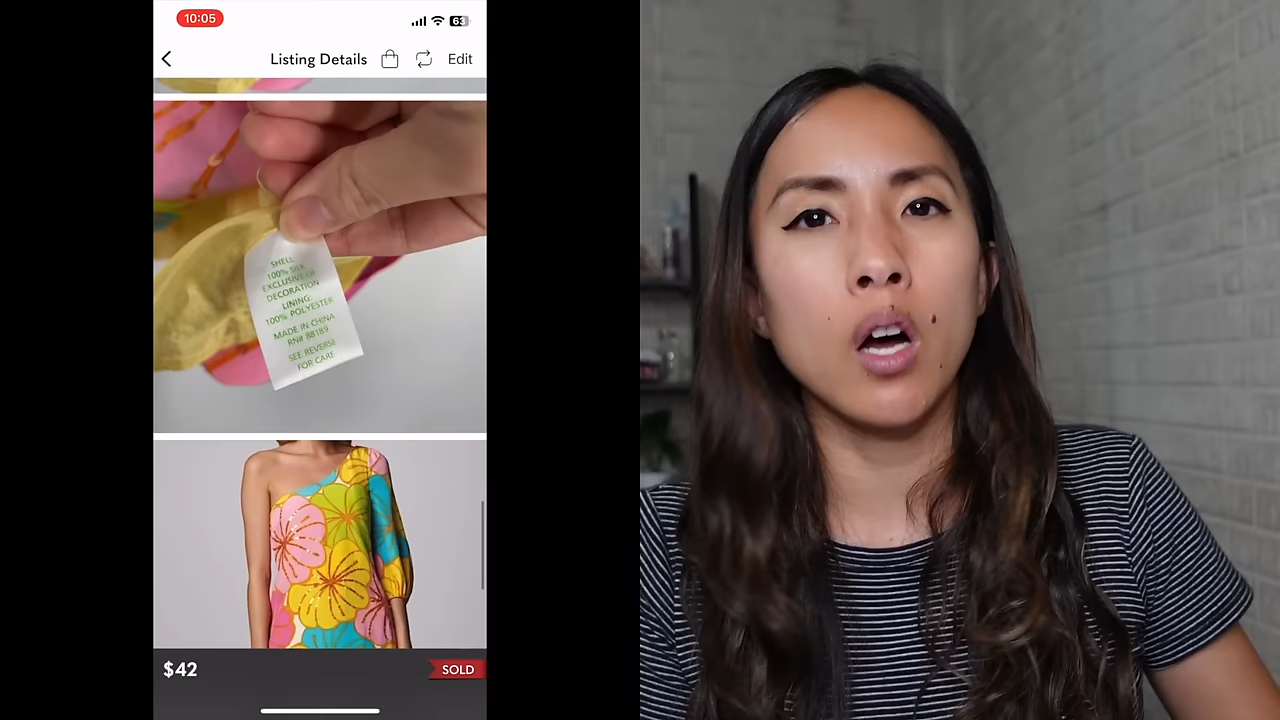 10:05
63
Listing Details
Edit
SHELL
100% SILK
EXCLUSIVE OF
DECORATION
LINING:
100% POLYESTER
MADE IN CHINA
RN# 88189
SEE REVERSE
FOR CARE
$42
SOLD